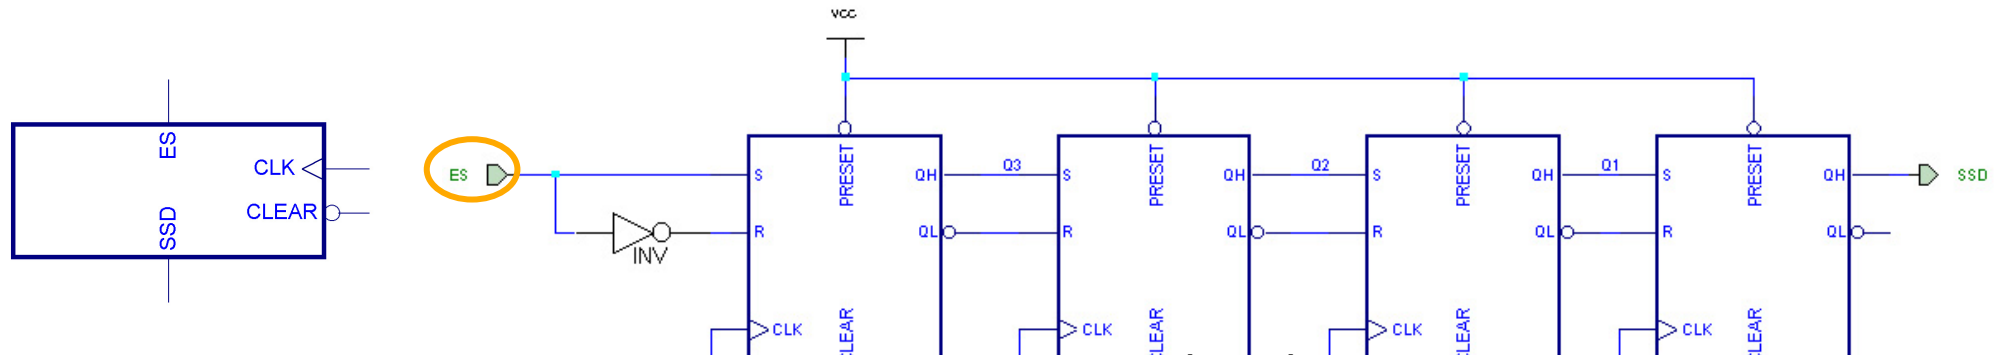 VCC
ES
CLK
CLEAR
SSD
ES
INV
S
R
PRESET
QH
QL
CLK
CLEAR
Q3
S
R
PRESET
QH
QL
CLK
CLEAR
Q2
S
R
PRESET
QH
QL
CLK
CLEAR
Q1
S
R
PRESET
QH
QL
CLK
CLEAR
SSD